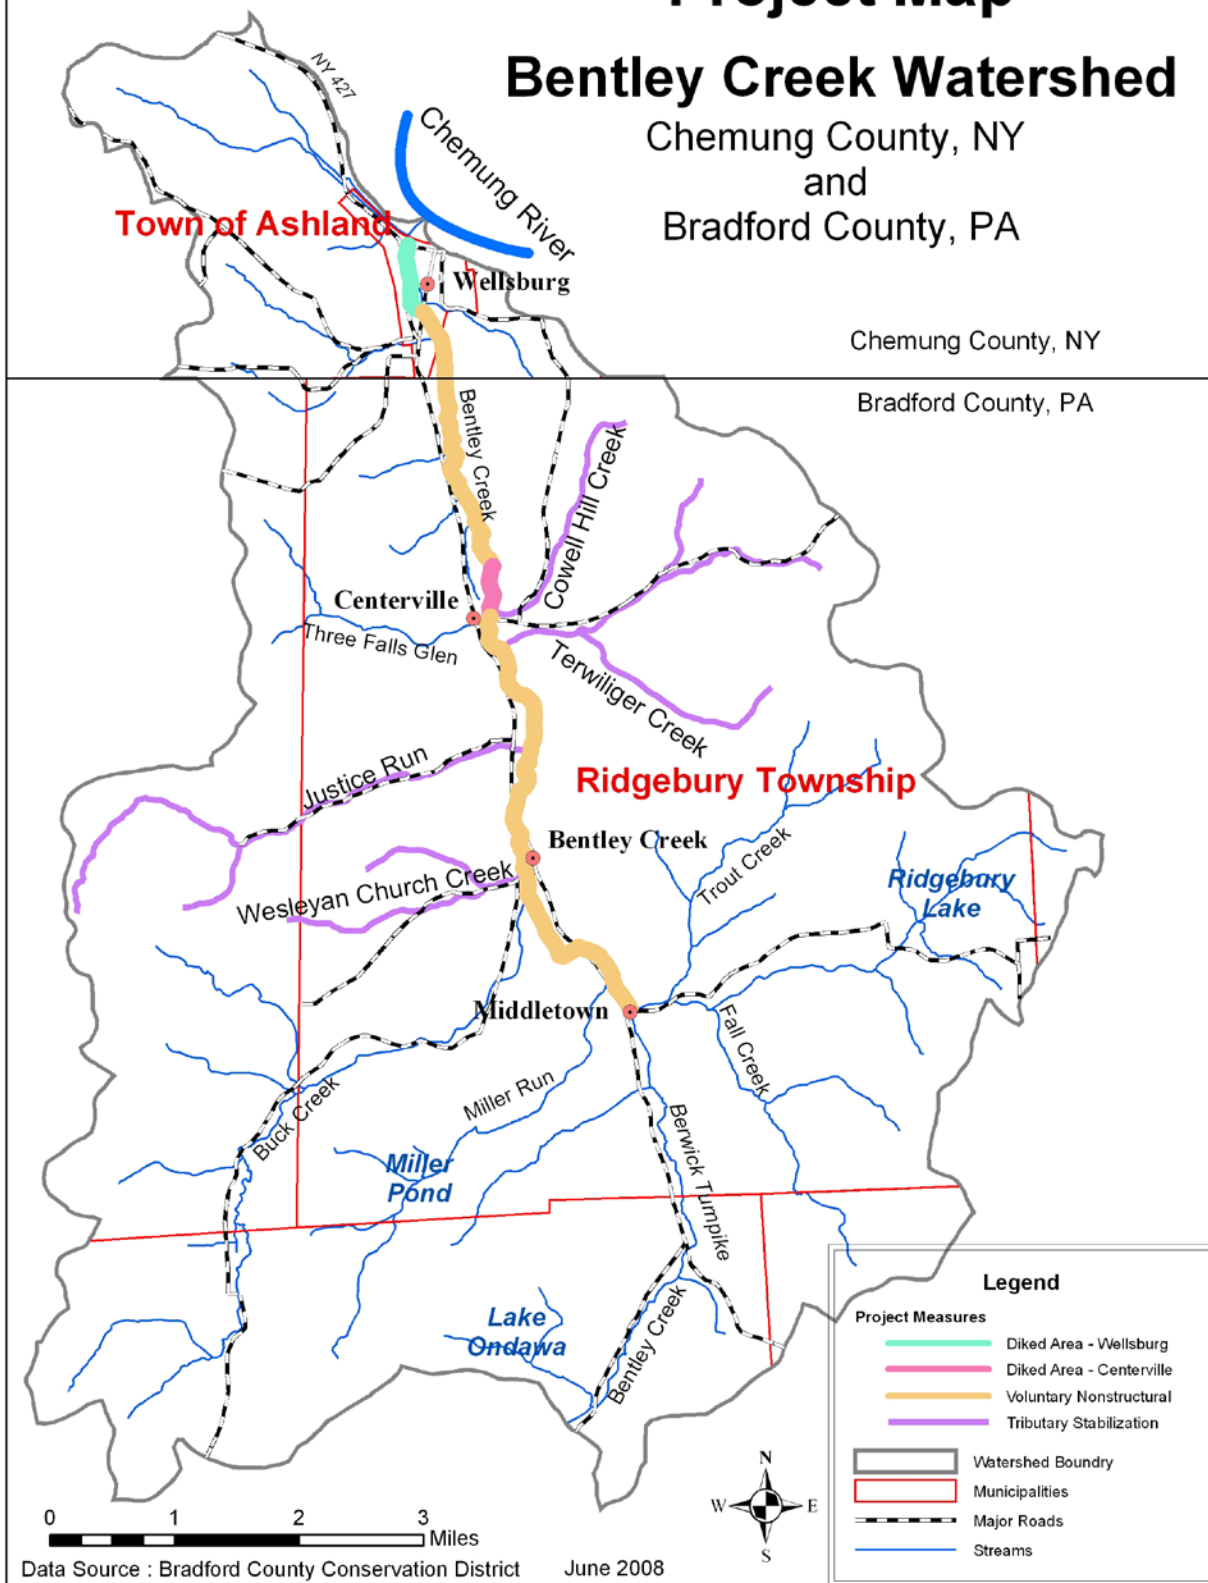 Project Map
Bentley Creek Watershed
Chemung County, NY
and
Bradford County, PA
NY 427
Chemung River
Town of Ashland
Wellsburg
Chemung County, NY
Bradford County, PA
Bentley Creek
Cowell Hill Creek
Centerville
Three Falls Glen
Terwiliger Creek
Justice Run
Ridgebury Township
Bentley Creek
Trout Creek
Wesleyan Church Creek
Ridgebury
Lake
Middletown
Fall Creek
Miller Run
Buck Creek
Berwick Turnpike
Miller
Pond
Lake
Ondawa
Bentley Creek
Legend
Project Measures
Diked Area - Wellsburg
Diked Area - Centerville
Voluntary Nonstructural
Tributary Stabilization
Watershed Boundry
Municipalities
Major Roads
Streams
N
W E
S
0 1 2 3
Miles
Data Source : Bradford County Conservation District June 2008